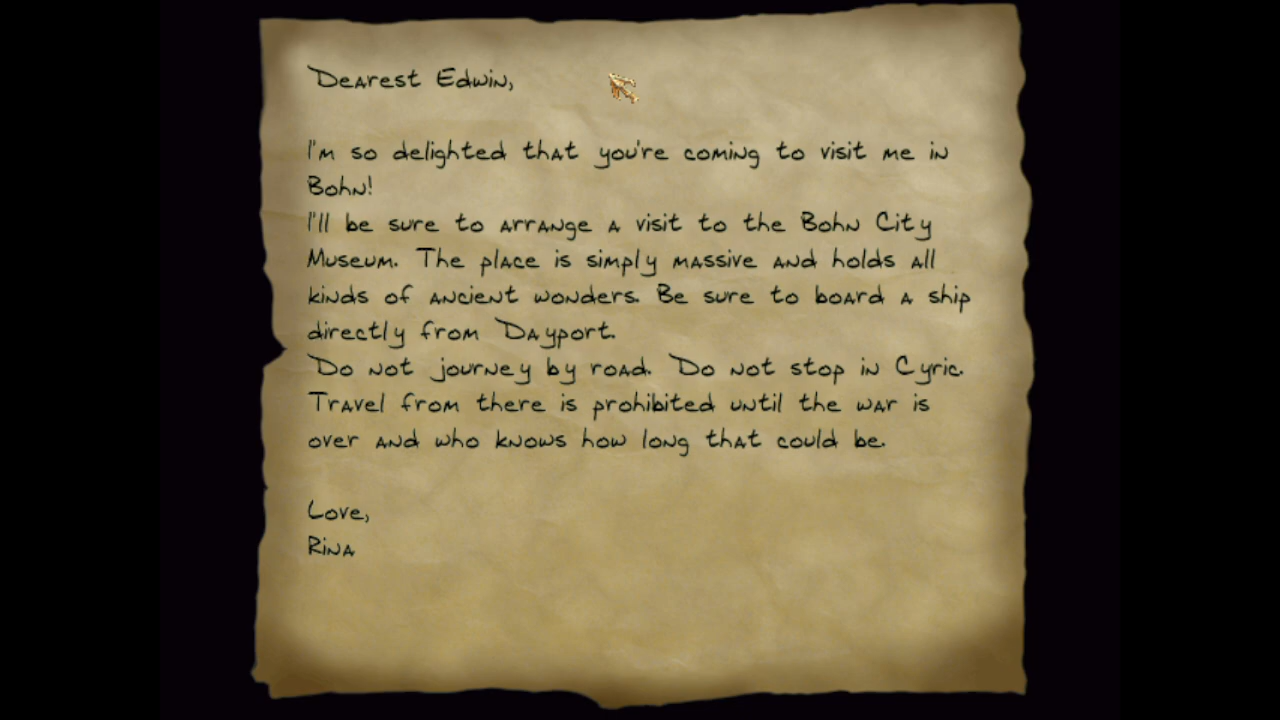 Dearest Edwin,
I'm so delighted that you're coming to visit me in
Bohn!
I'll be sure to arrange a visit to the Bohn City
Museum. The place is simply massive and holds all
kinds of ancient wonders. Be sure to board a ship
directly from Dayport.
Do not journey by road. Do not stop in Cyric.
Travel from there is prohibited until the war is
over and who knows how long that could be.
Love,
Rina